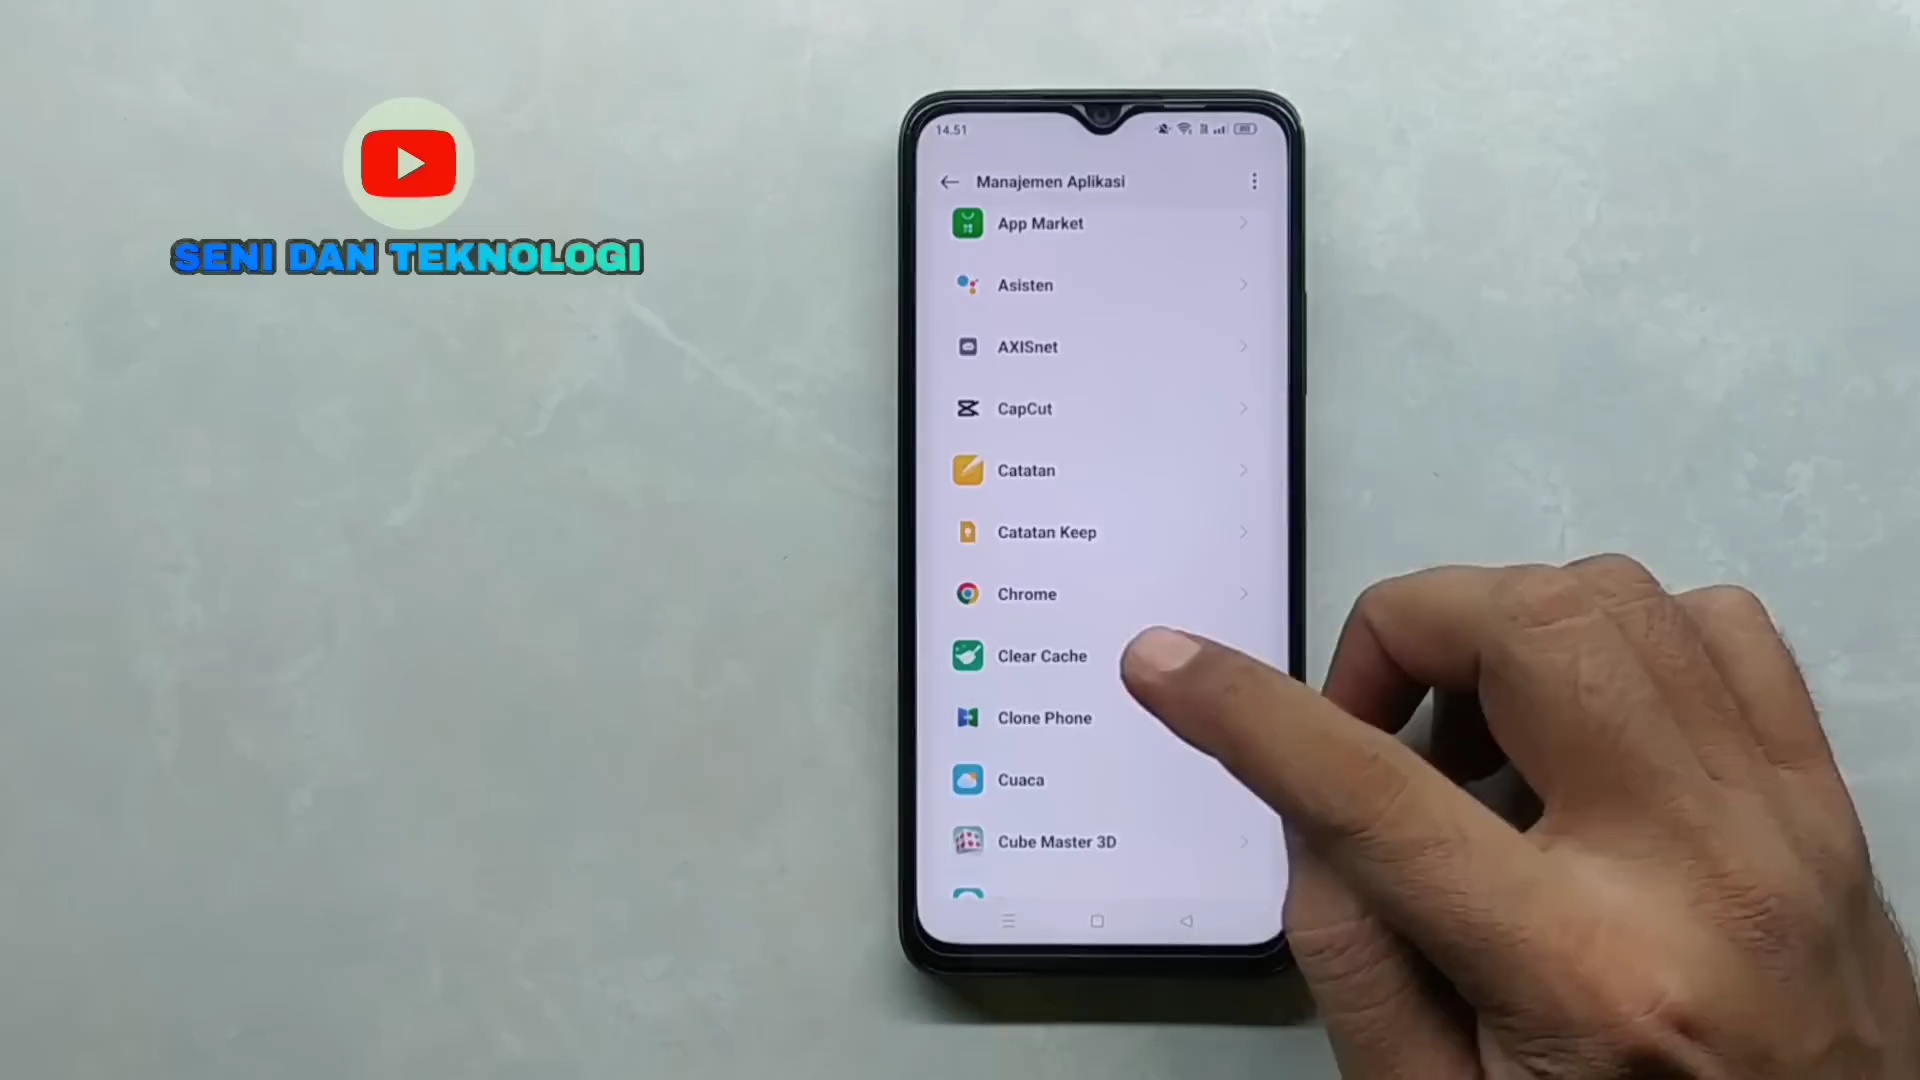 SENI DAN TEKNOLOGI
14.51
Manajemen Aplikasi
App Market
Asisten
AXISnet
CapCut
Catatan
Catatan Keep
Chrome
Clear Cache
Clone Phone
Cuaca
Cube Master 3D